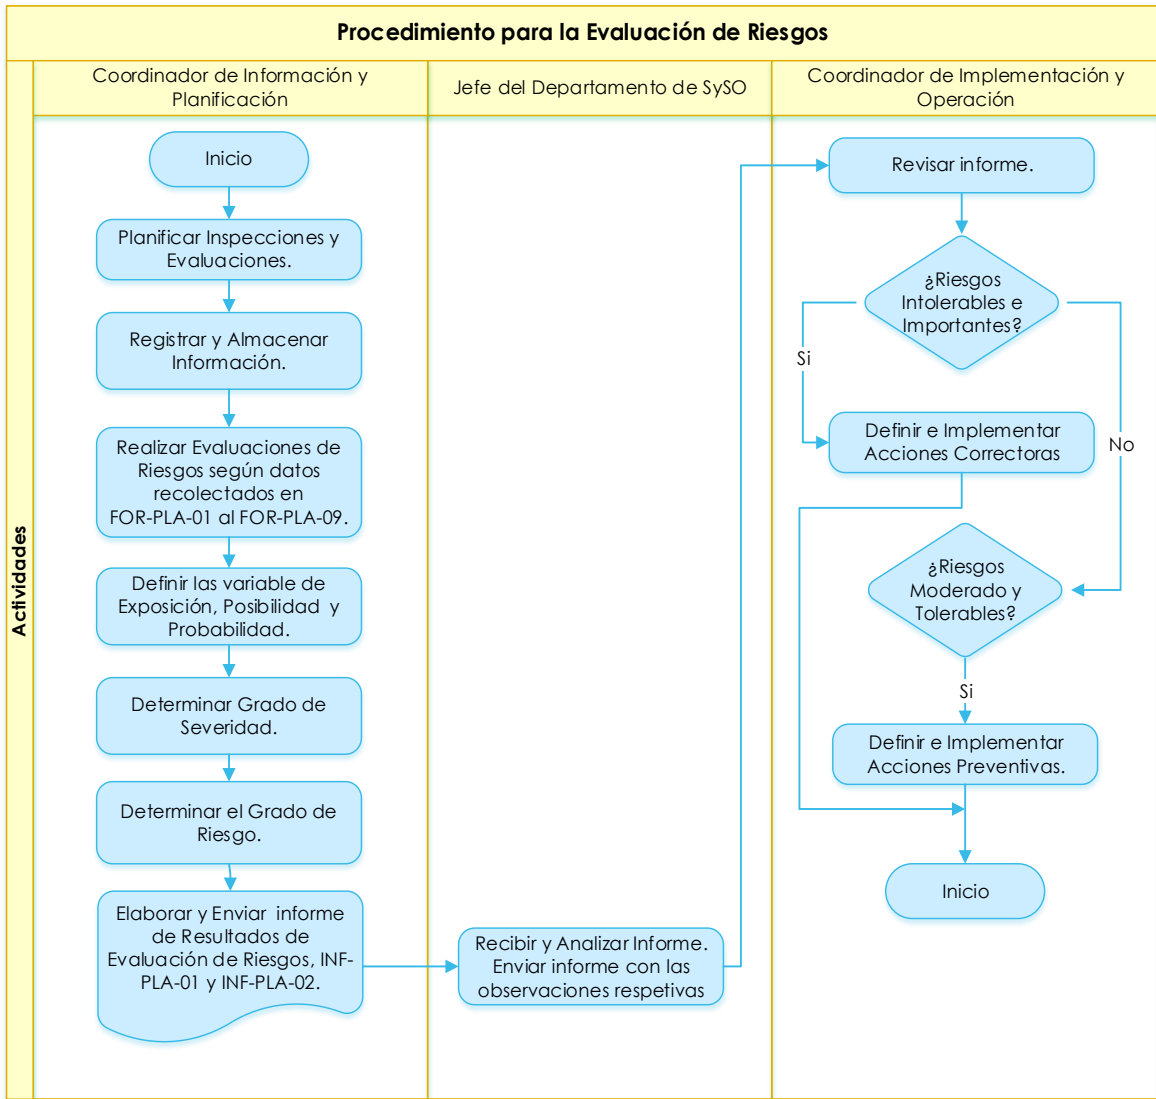 Procedimiento para la Evaluación de Riesgos
Actividades
Coordinador de Información y
Planificación
Jefe del Departamento de SySO
Coordinador de Implementación y
Operación
Inicio
Planificar Inspecciones y
Evaluaciones.
Registrar y Almacenar
Información.
Realizar Evaluaciones de
Riesgos según datos
recolectados en
FOR-PLA-01 al FOR-PLA-09.
Definir las variable de
Exposición, Posibilidad y
Probabilidad.
Determinar Grado de
Severidad.
Determinar el Grado de
Riesgo.
Elaborar y Enviar informe
de Resultados de
Evaluación de Riesgos, INF-
PLA-01 y INF-PLA-02.
Recibir y Analizar Informe.
Enviar informe con las
observaciones respetivas
Revisar informe.
¿Riesgos
Intolerables e
Importantes?
Si
No
Definir e Implementar
Acciones Correctoras
¿Riesgos
Moderado y
Tolerables?
Si
Definir e Implementar
Acciones Preventivas.
Inicio